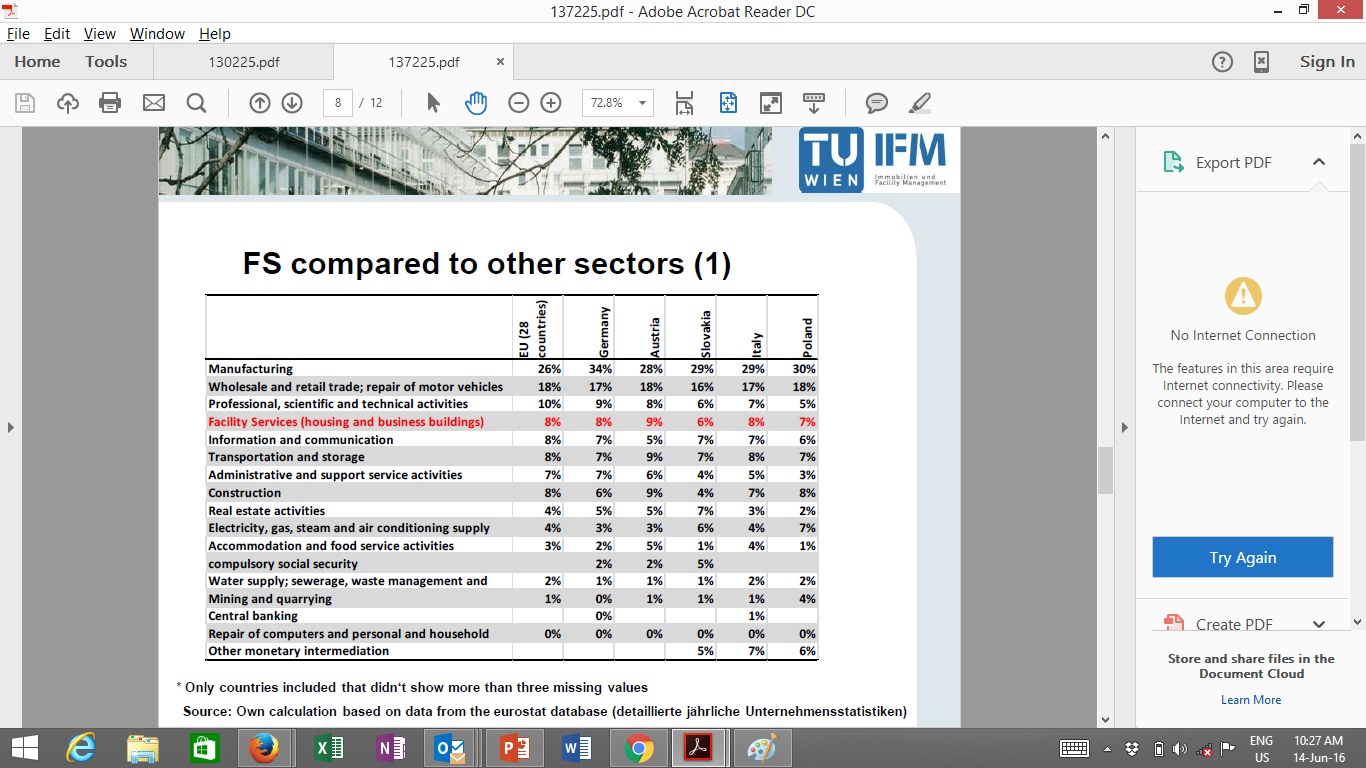 137225.pdf - Adobe Acrobat Reader DC
File Edit View Window Help
Home Tools 130225.pdf 137225.pdf × Sign In
8 / 12 72.8%
TU WIEN IFM
Immobilien und
Facility Management
FS compared to other sectors (1)
EU (28 countries) Germany Austria Slovakia Italy Poland
Manufacturing 26% 34% 28% 29% 29% 30%
Wholesale and retail trade; repair of motor vehicles 18% 17% 18% 16% 17% 18%
Professional, scientific and technical activities 10% 9% 8% 6% 7% 5%
Facility Services (housing and business buildings) 8% 8% 9% 6% 8% 7%
Information and communication 8% 7% 5% 7% 7% 6%
Transportation and storage 8% 7% 9% 7% 8% 7%
Administrative and support service activities 7% 7% 6% 4% 5% 3%
Construction 8% 6% 9% 4% 7% 8%
Real estate activities 4% 5% 5% 7% 3% 2%
Electricity, gas, steam and air conditioning supply 4% 3% 3% 6% 4% 7%
Accommodation and food service activities 3% 2% 5% 1% 4% 1%
compulsory social security 2% 2% 5%
Water supply; sewerage, waste management and 2% 1% 1% 1% 2% 2%
Mining and quarrying 1% 0% 1% 1% 1% 4%
Central banking 0% 1%
Repair of computers and personal and household 0% 0% 0% 0% 0% 0%
Other monetary intermediation 5% 7% 6%
* Only countries included that didn‘t show more than three missing values
Source: Own calculation based on data from the eurostat database (detaillierte jährliche Unternehmensstatistiken)
Export PDF
No Internet Connection
The features in this area require
Internet connectivity. Please
connect your computer to the
Internet and try again.
Try Again
Create PDF
Store and share files in the
Document Cloud
Learn More
ENG
US
10:27 AM
14-Jun-16